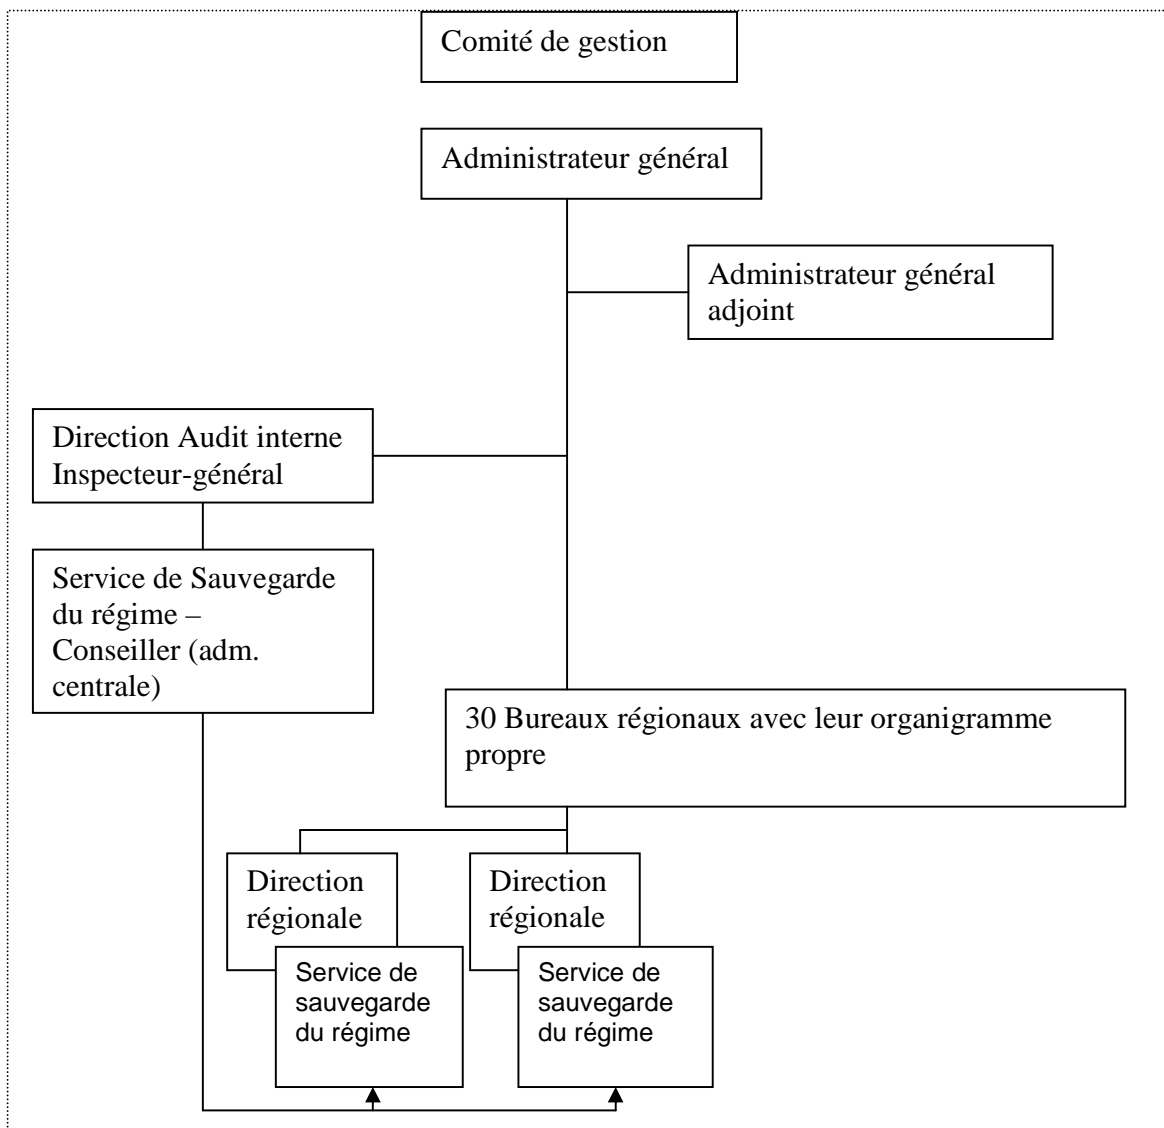 Comité de gestion
Administrateur général
Administrateur général
adjoint
Direction Audit interne
Inspecteur-général
Service de Sauvegarde
du régime –
Conseiller (adm.
centrale)
30 Bureaux régionaux avec leur organigramme
propre
Direction
régionale
Service de
sauvegarde
du régime
Direction
régionale
Service de
sauvegarde
du régime